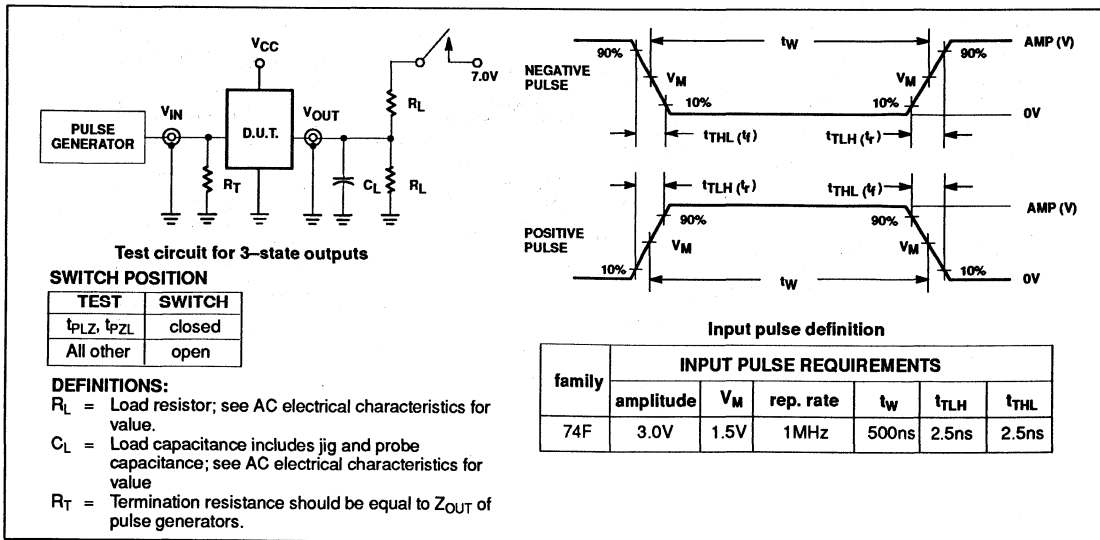 VCC
7.0V
RL
VIN
VOUT
PULSE
GENERATOR
D.U.T.
RT
CL
RL
Test circuit for 3–state outputs
SWITCH POSITION
TEST SWITCH
tPLZ, tPZL closed
All other open
DEFINITIONS:
RL = Load resistor; see AC electrical characteristics for
value.
CL = Load capacitance includes jig and probe
capacitance; see AC electrical characteristics for
value
RT = Termination resistance should be equal to ZOUT of
pulse generators.
NEGATIVE
PULSE
90%
tW
90%
AMP (V)
VM
VM
10%
10%
0V
tTHL (tf)
tTLH (tr)
tTLH (tr)
tTHL (tf)
AMP (V)
90%
90%
POSITIVE
PULSE
VM
VM
10%
10%
tW
0V
Input pulse definition
family
INPUT PULSE REQUIREMENTS
amplitude VM rep. rate tW tTLH tTHL
74F 3.0V 1.5V 1MHz 500ns 2.5ns 2.5ns